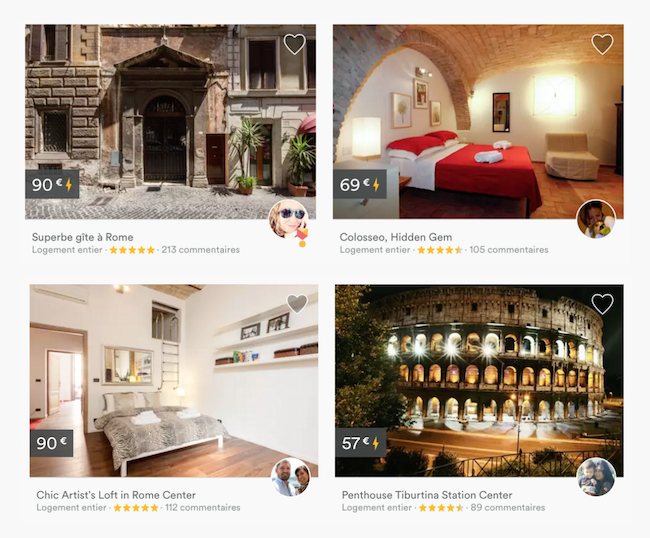 90 €
Superbe gîte à Rome
Logement entier · 213 commentaires
69 €
Colosseo, Hidden Gem
Logement entier · 105 commentaires
90 €
Chic Artist's Loft in Rome Center
Logement entier · 112 commentaires
57 €
Penthouse Tiburtina Station Center
Logement entier · 89 commentaires